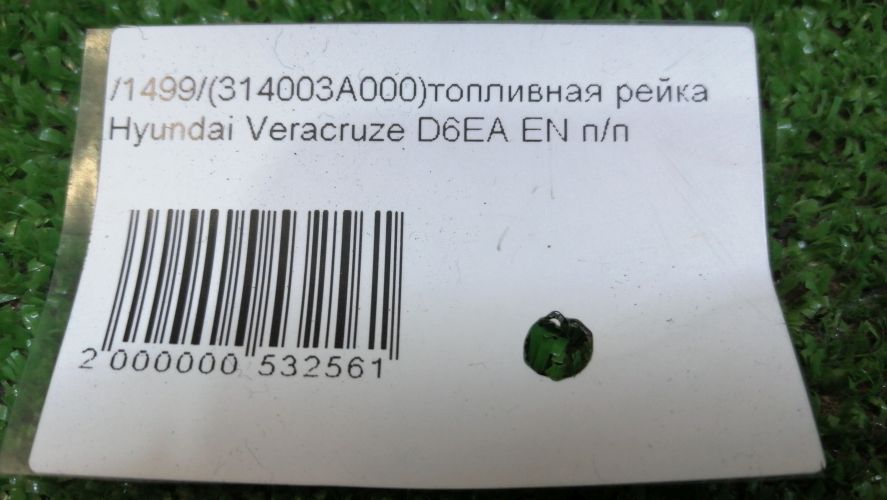 /1499/(314003A000)топливная рейка
Hyundai Veracruze D6EA EN п/п
2 000000 532561